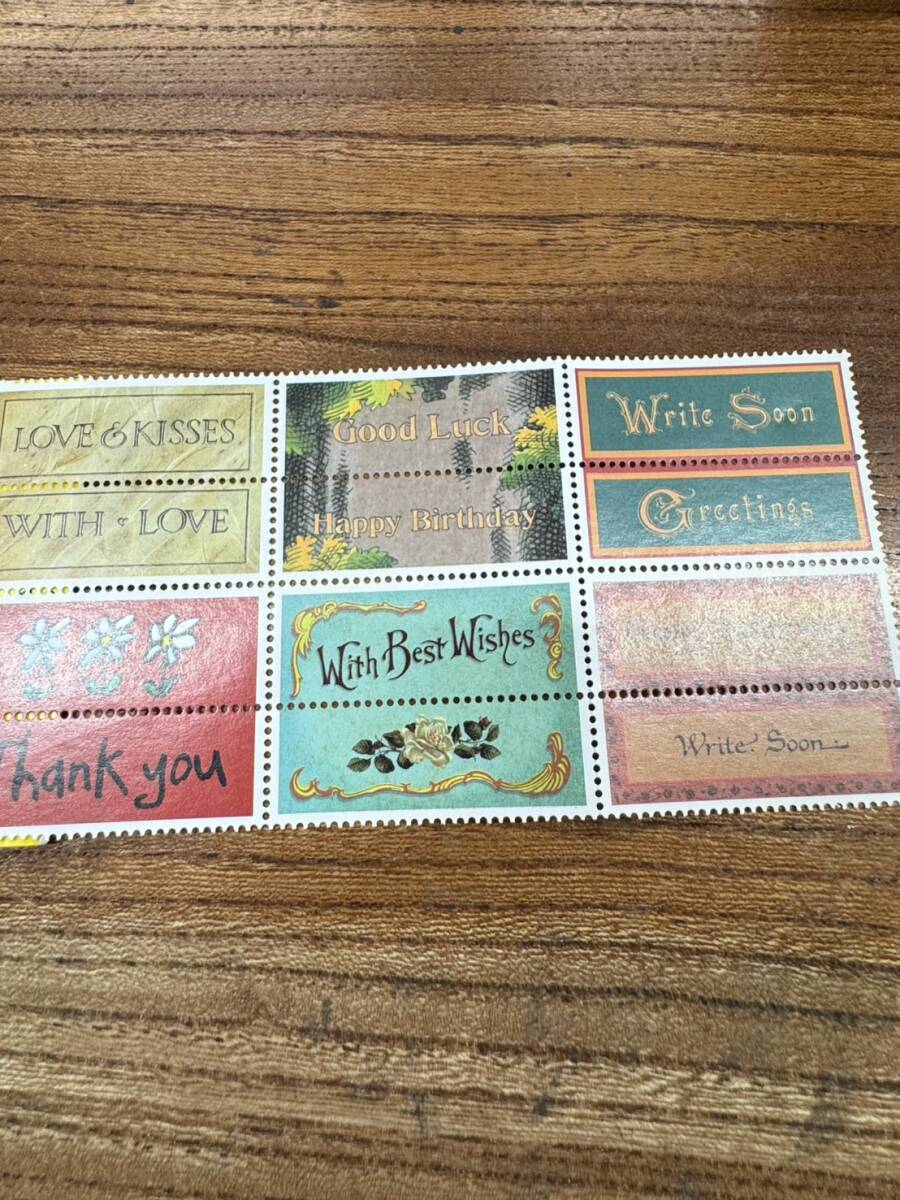 LOVE & KISSES
WITH LOVE
Good Luck
Happy Birthday
Write Soon
Greetings
Thank you
With Best Wishes
Write Soon